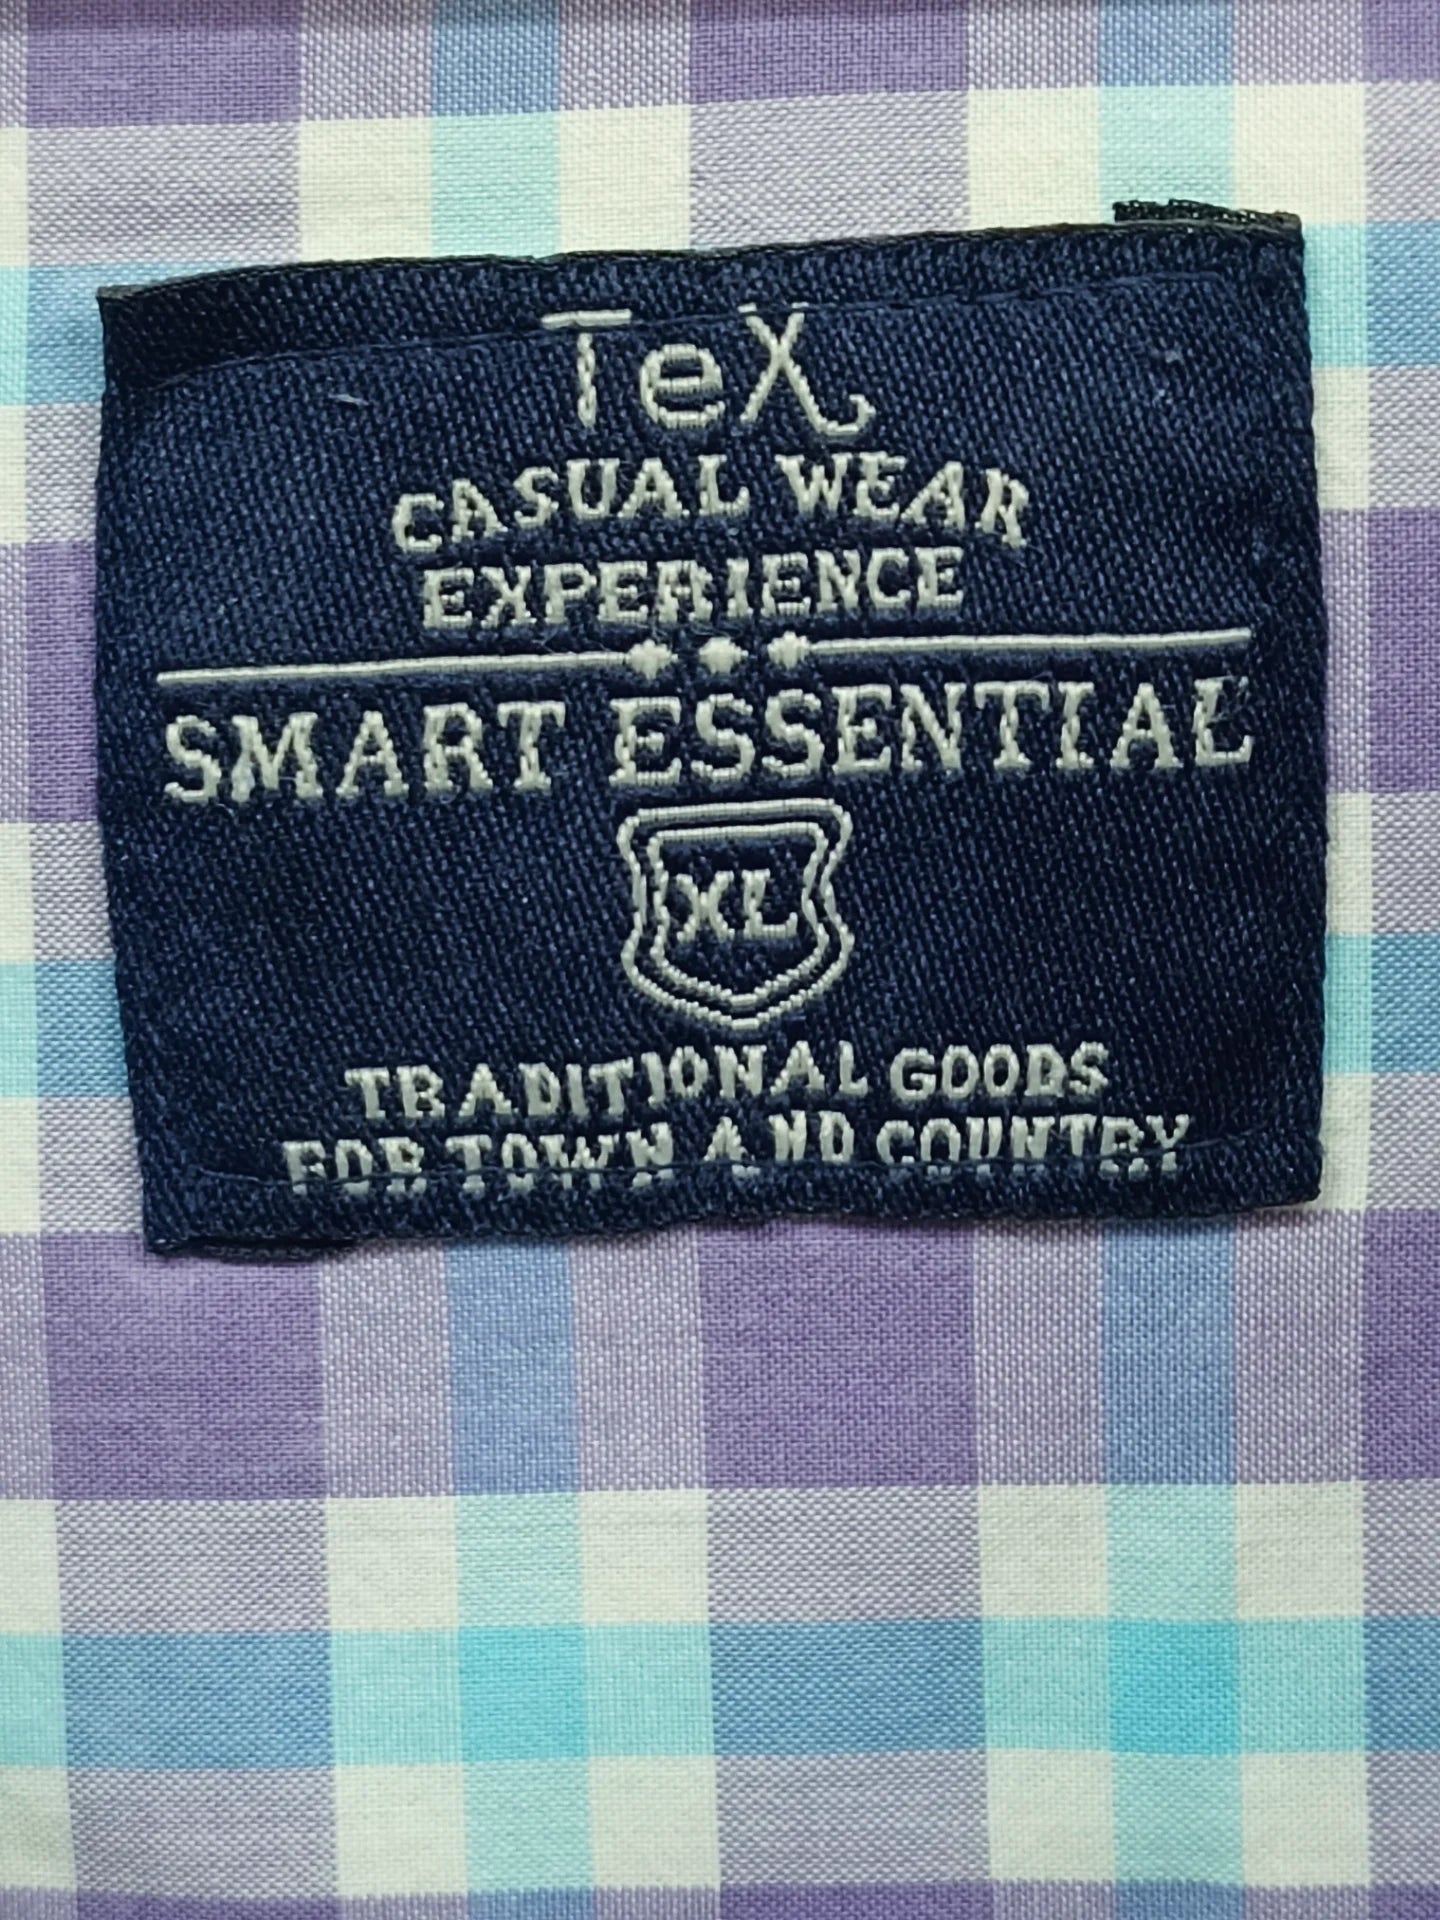 TeX
CASUAL WEAR
EXPERIENCE
SMART ESSENTIAL
XL
TRADITIONAL GOODS
FOR TOWN AND COUNTRY